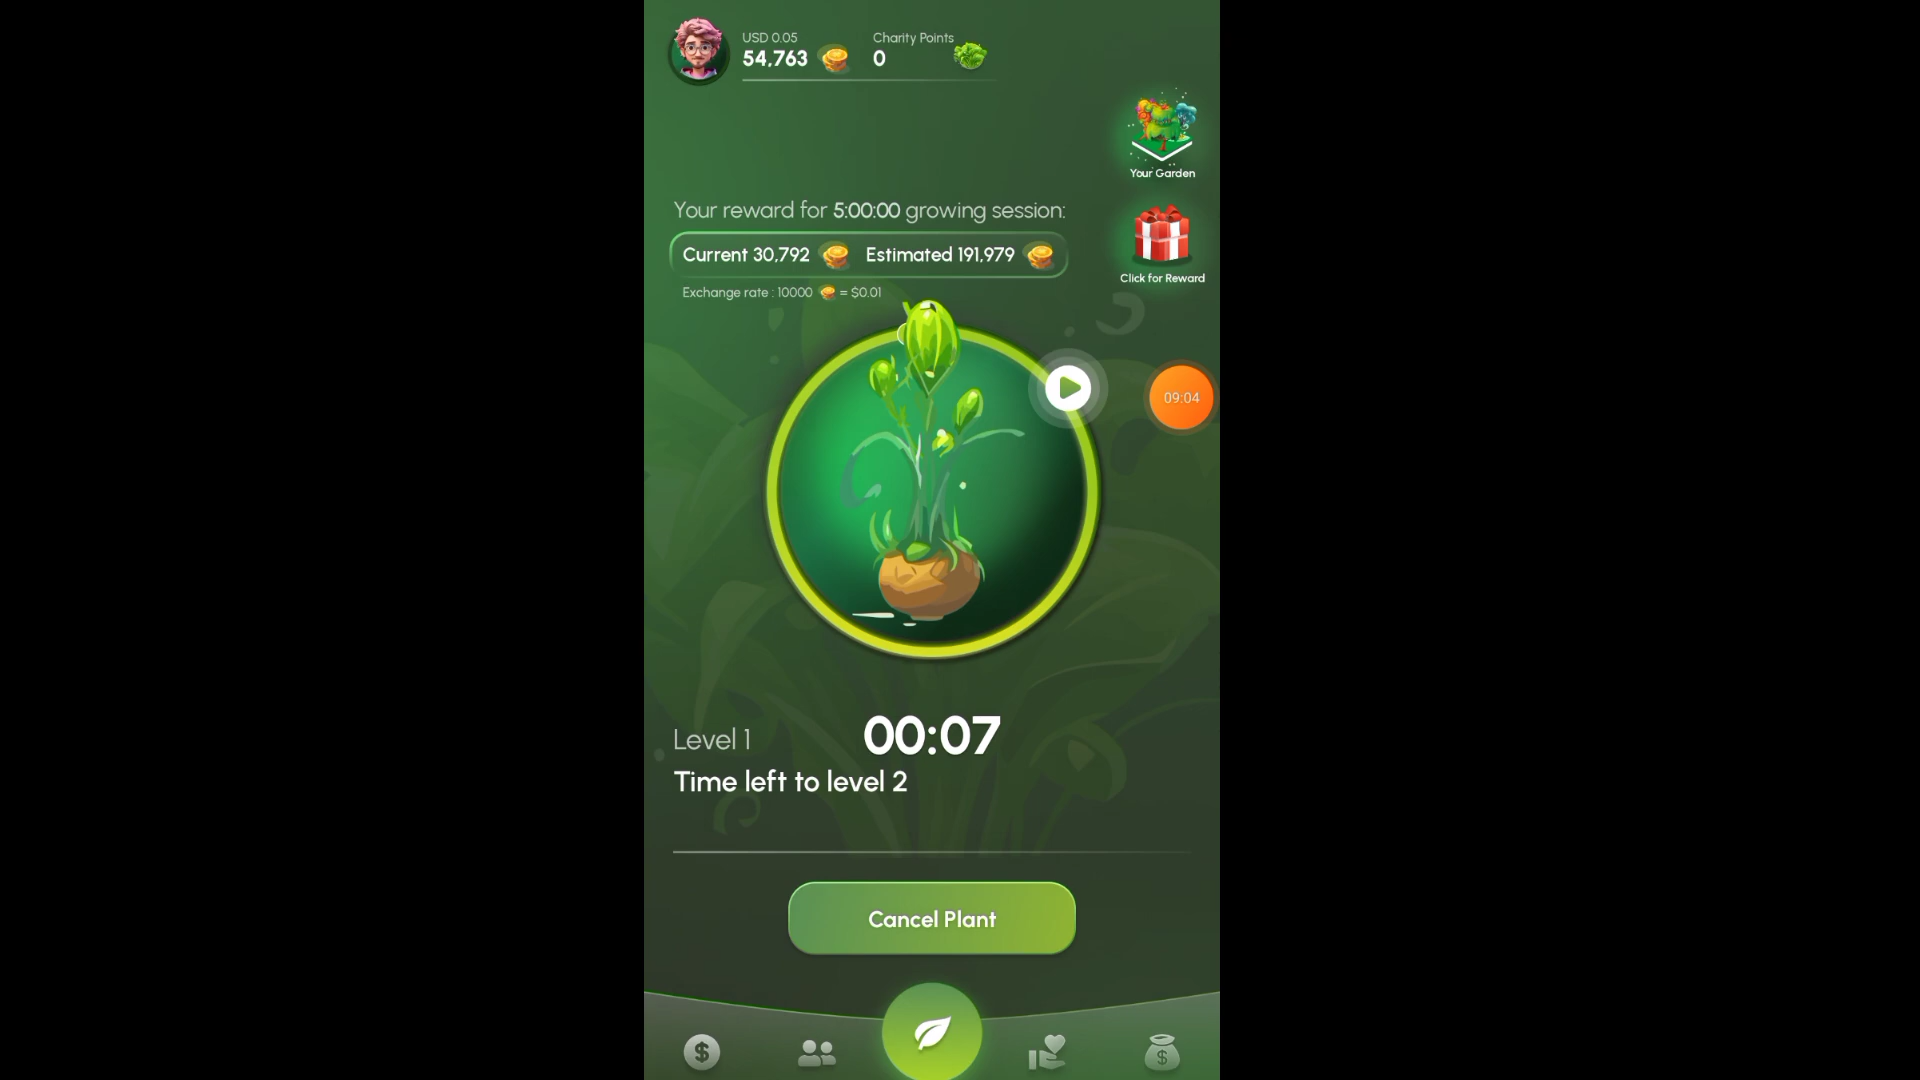 USD 0.05
54,763
Charity Points
0
Your Garden
Your reward for 5:00:00 growing session:
Current 30,792 Estimated 191,979
Click for Reward
Exchange rate : 10000 = $0.01
09:04
Level 1
00:07
Time left to level 2
Cancel Plant